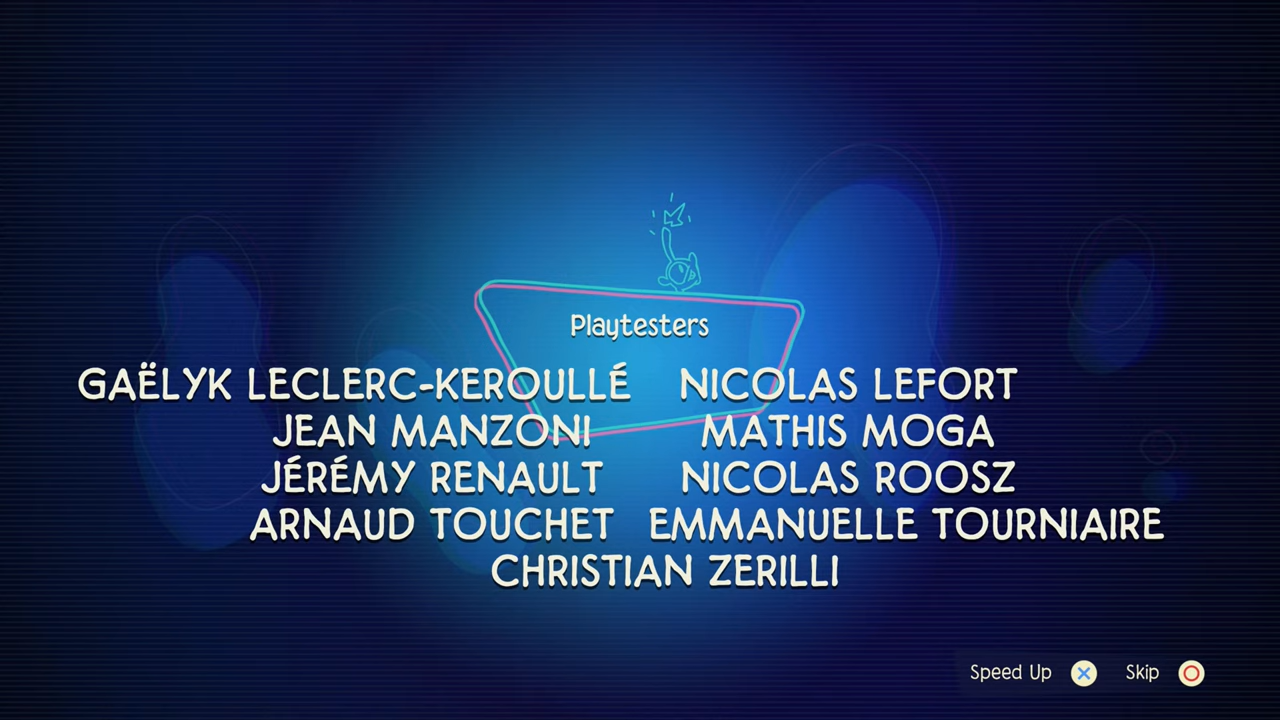 Playtesters
GAËLYK LECLERC-KEROULLÉ NICOLAS LEFORT
JEAN MANZONI MATHIS MOGA
JÉRÉMY RENAULT NICOLAS ROOSZ
ARNAUD TOUCHET EMMANUELLE TOURNIAIRE
CHRISTIAN ZERILLI
Speed Up Skip